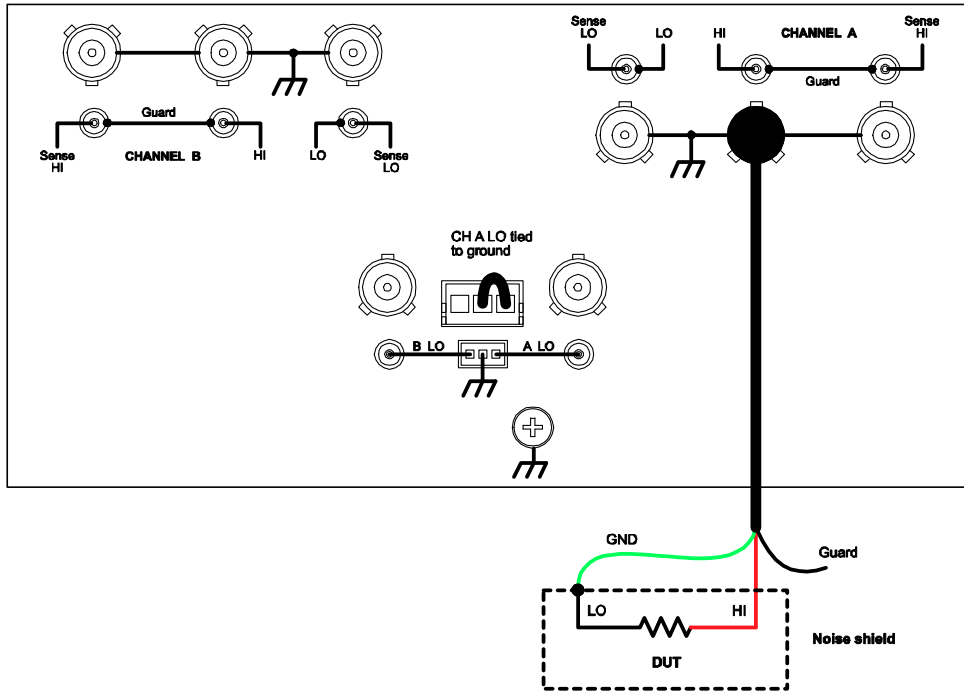 Sense
LO
LO
HI
CHANNEL A
Sense
HI
Guard
Guard
Sense
HI
CHANNEL B
HI
LO
Sense
LO
CH A LO tied
to ground
B LO
A LO
GND
Guard
LO
HI
DUT
Noise shield